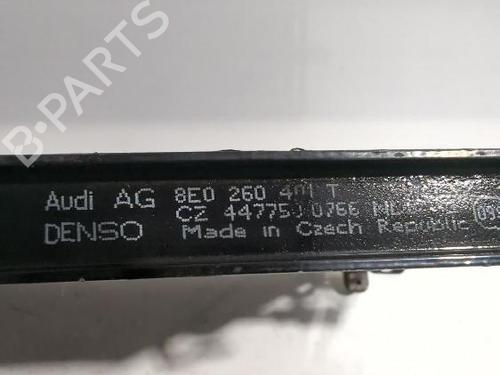 B-PARTS
Audi AG 8E0 260 401 T
DENSO CZ 447750 0766
Made in Czech Republic